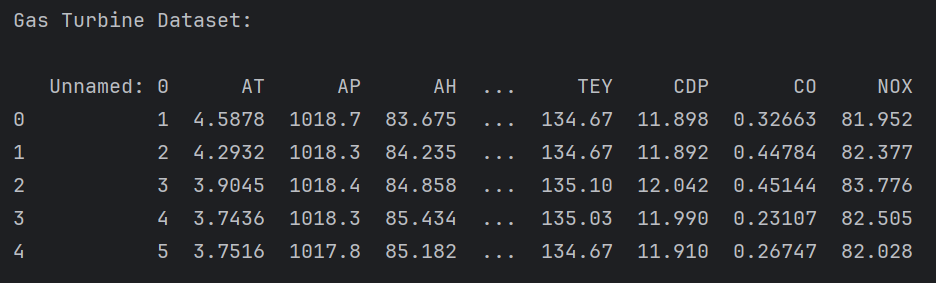 Gas Turbine Dataset:
   Unnamed: 0      AT      AP      AH  ...     TEY     CDP       CO     NOX
0           1  4.5878  1018.7  83.675  ...  134.67  11.898  0.32663  81.952
1           2  4.2932  1018.3  84.235  ...  134.67  11.892  0.44784  82.377
2           3  3.9045  1018.4  84.858  ...  135.10  12.042  0.45144  83.776
3           4  3.7436  1018.3  85.434  ...  135.03  11.990  0.23107  82.505
4           5  3.7516  1017.8  85.182  ...  134.67  11.910  0.26747  82.028